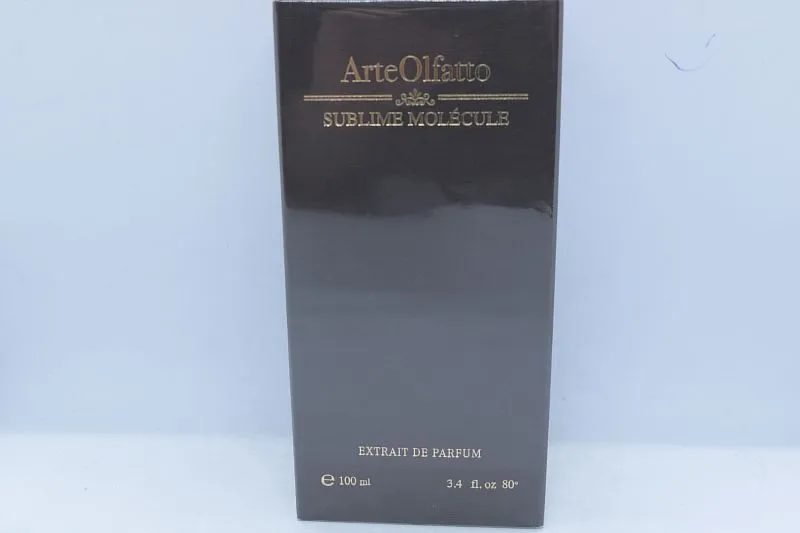 ArteOlfatto
SUBLIME MOLÉCULE
EXTRAIT DE PARFUM
℮ 100 ml 3.4 fl. oz 80°